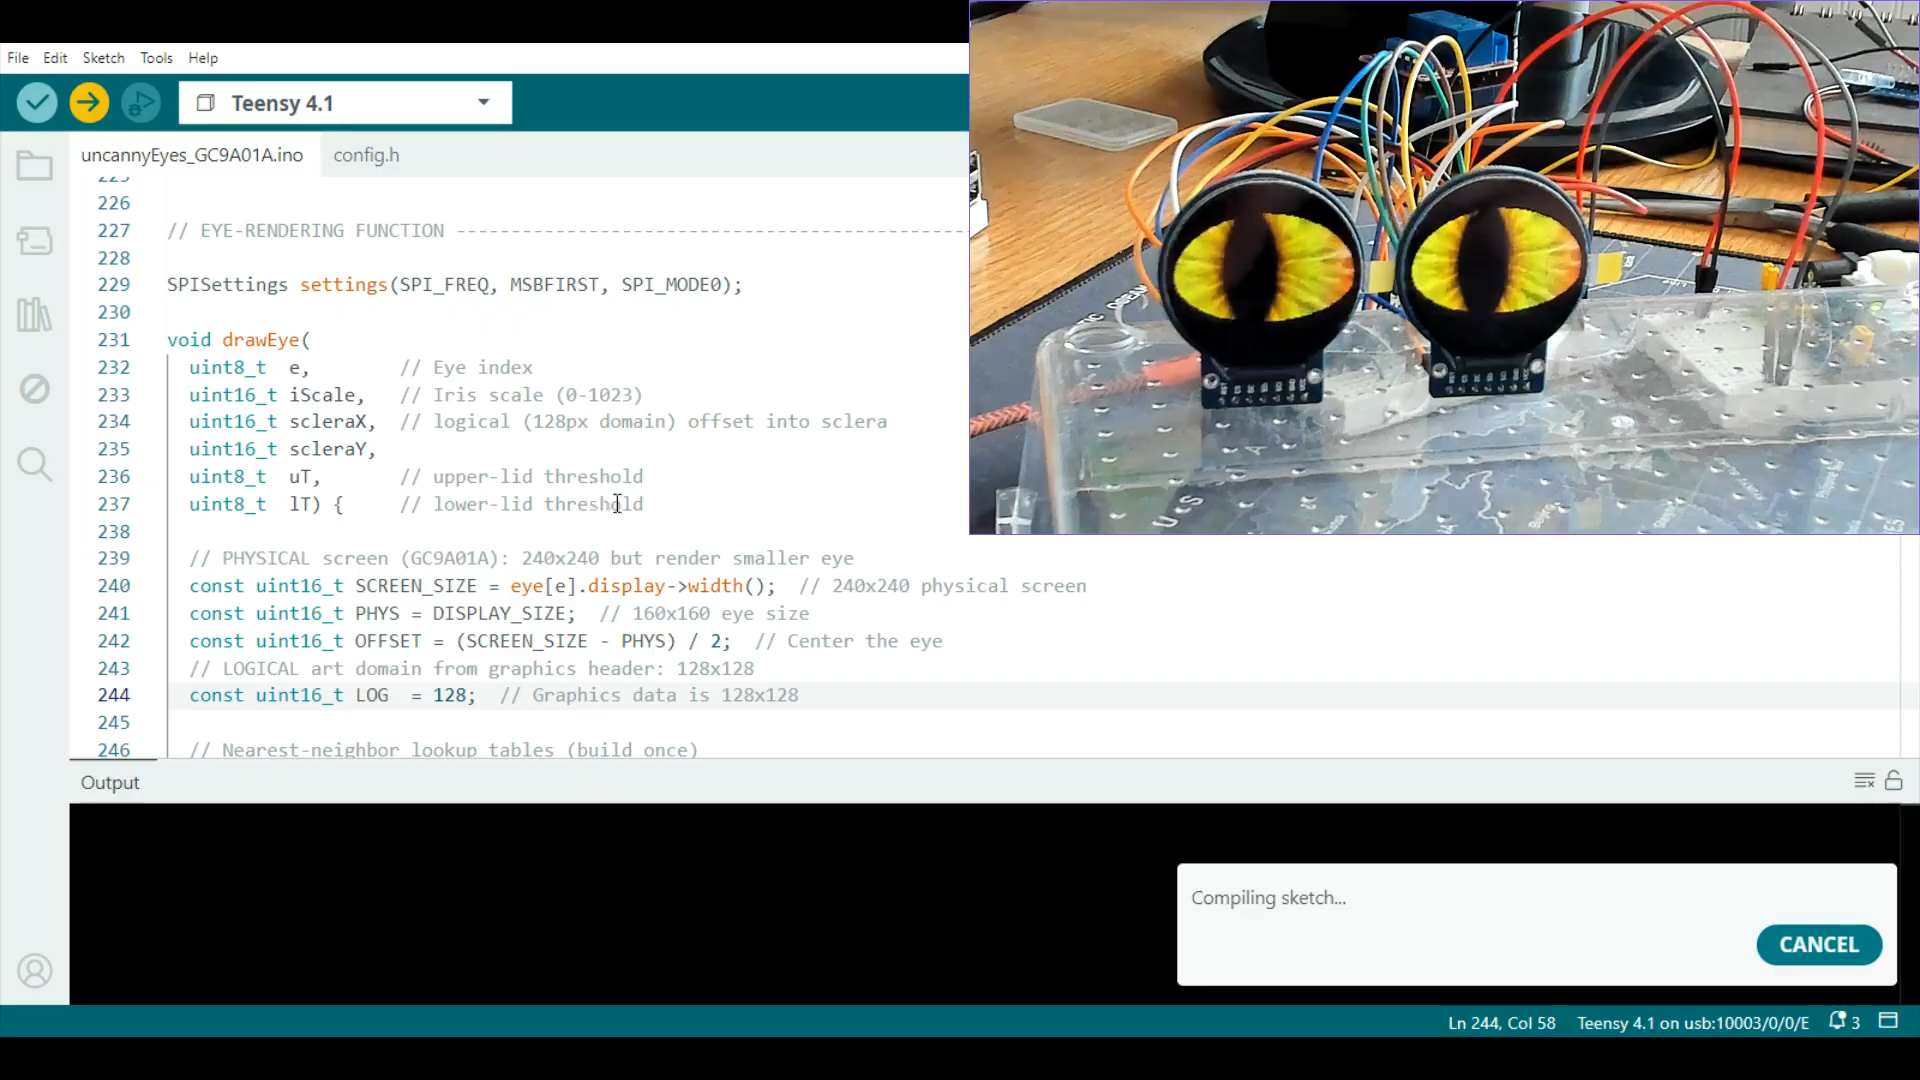 File Edit Sketch Tools Help
Teensy 4.1
uncannyEyes_GC9A01A.ino
config.h
225
226
227 // EYE-RENDERING FUNCTION -----------------------------------------------
228
229 SPISettings settings(SPI_FREQ, MSBFIRST, SPI_MODE0);
230
231 void drawEye(
232 uint8_t e, // Eye index
233 uint16_t iScale, // Iris scale (0-1023)
234 uint16_t scleraX, // logical (128px domain) offset into sclera
235 uint16_t scleraY,
236 uint8_t uT, // upper-lid threshold
237 uint8_t lT) { // lower-lid threshold
238
239 // PHYSICAL screen (GC9A01A): 240x240 but render smaller eye
240 const uint16_t SCREEN_SIZE = eye[e].display->width(); // 240x240 physical screen
241 const uint16_t PHYS = DISPLAY_SIZE; // 160x160 eye size
242 const uint16_t OFFSET = (SCREEN_SIZE - PHYS) / 2; // Center the eye
243 // LOGICAL art domain from graphics header: 128x128
244 const uint16_t LOG = 128; // Graphics data is 128x128
245
246 // Nearest-neighbor lookup tables (build once)
Output
Compiling sketch...
CANCEL
Ln 244, Col 58 Teensy 4.1 on usb:10003/0/0/E 3